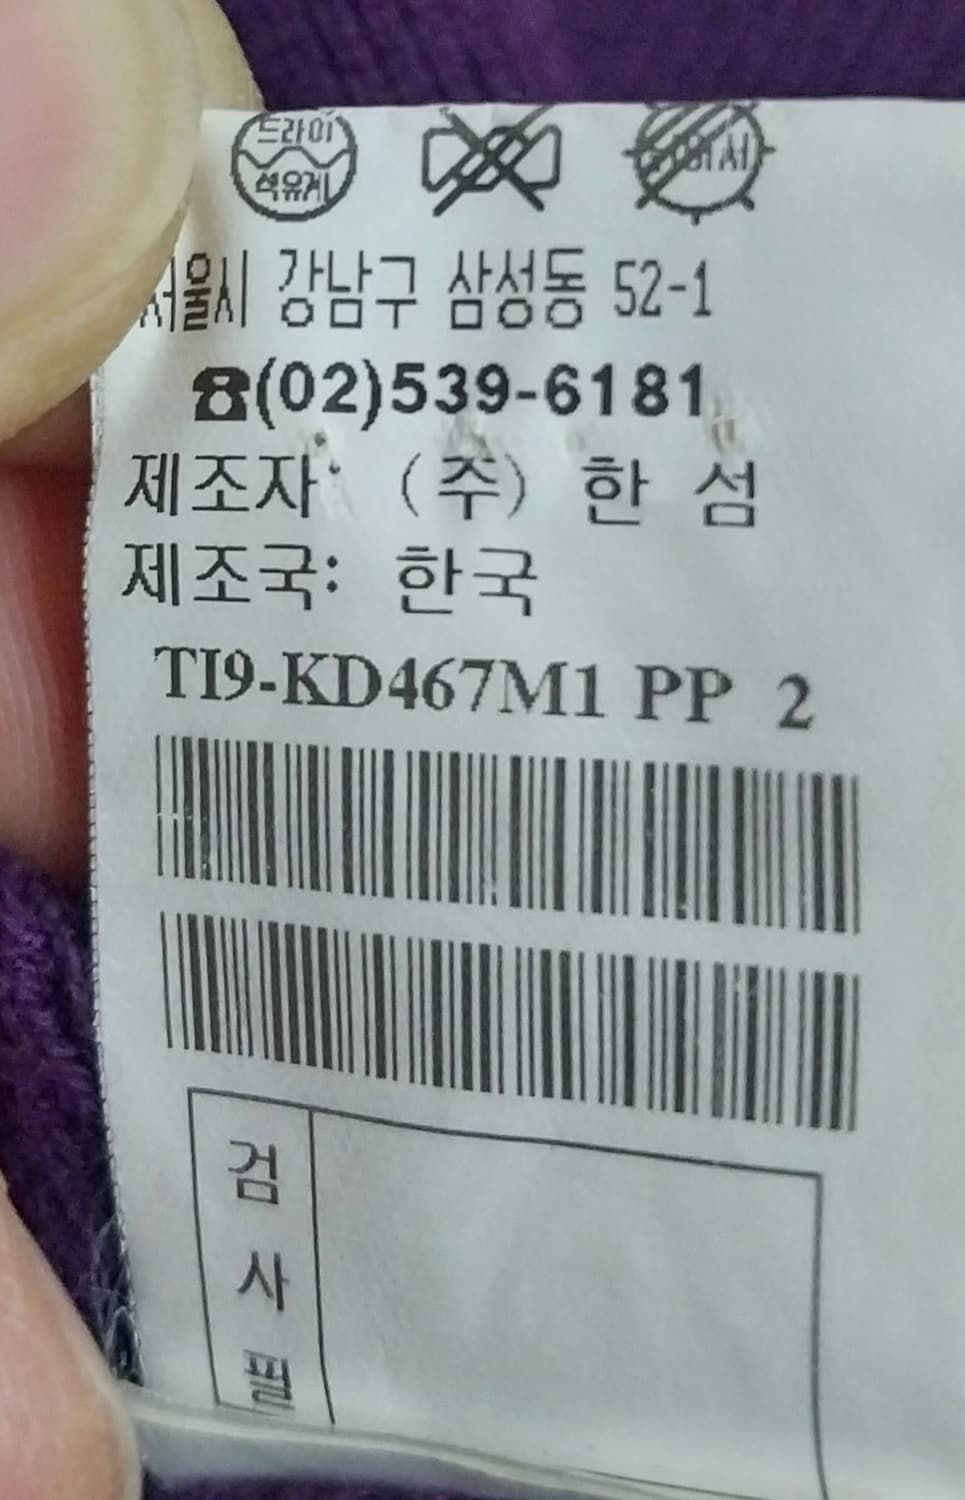 드라이
석유계
서울시 강남구 삼성동 52-1
☎(02)539-6181
제조자: (주) 한 섬
제조국: 한국
TI9-KD467M1 PP 2
검
사
필